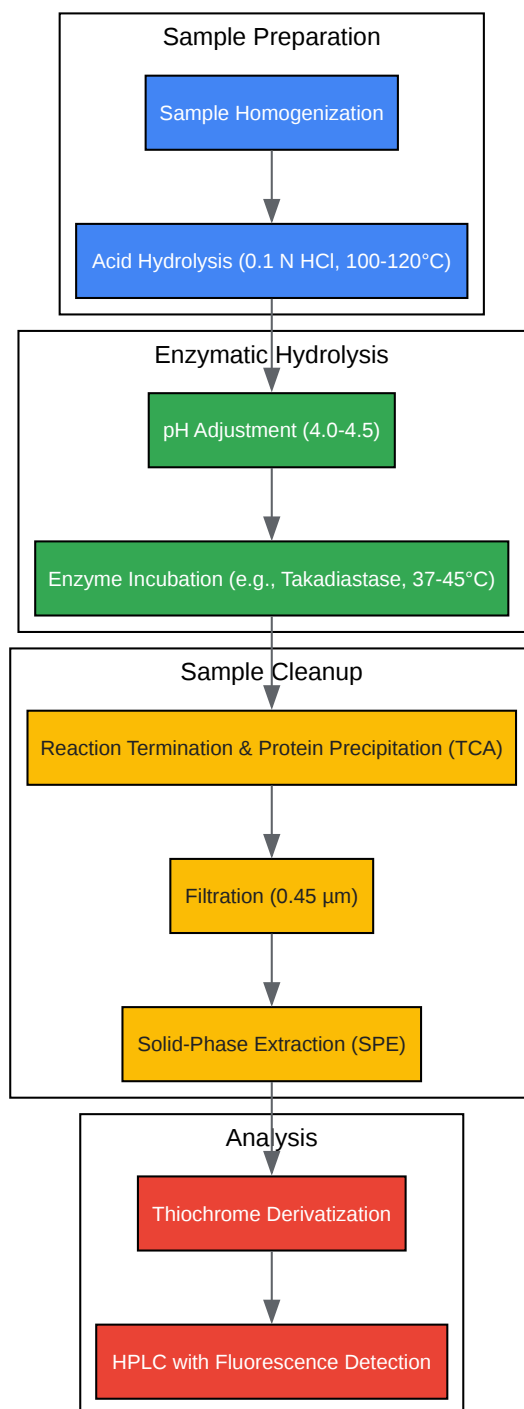 Sample Preparation
Sample Homogenization
Acid Hydrolysis (0.1 N HCl, 100-120°C)
Enzymatic Hydrolysis
pH Adjustment (4.0-4.5)
Enzyme Incubation (e.g., Takadiastase, 37-45°C)
Sample Cleanup
Reaction Termination & Protein Precipitation (TCA)
Filtration (0.45 µm)
Solid-Phase Extraction (SPE)
Analysis
Thiochrome Derivatization
HPLC with Fluorescence Detection